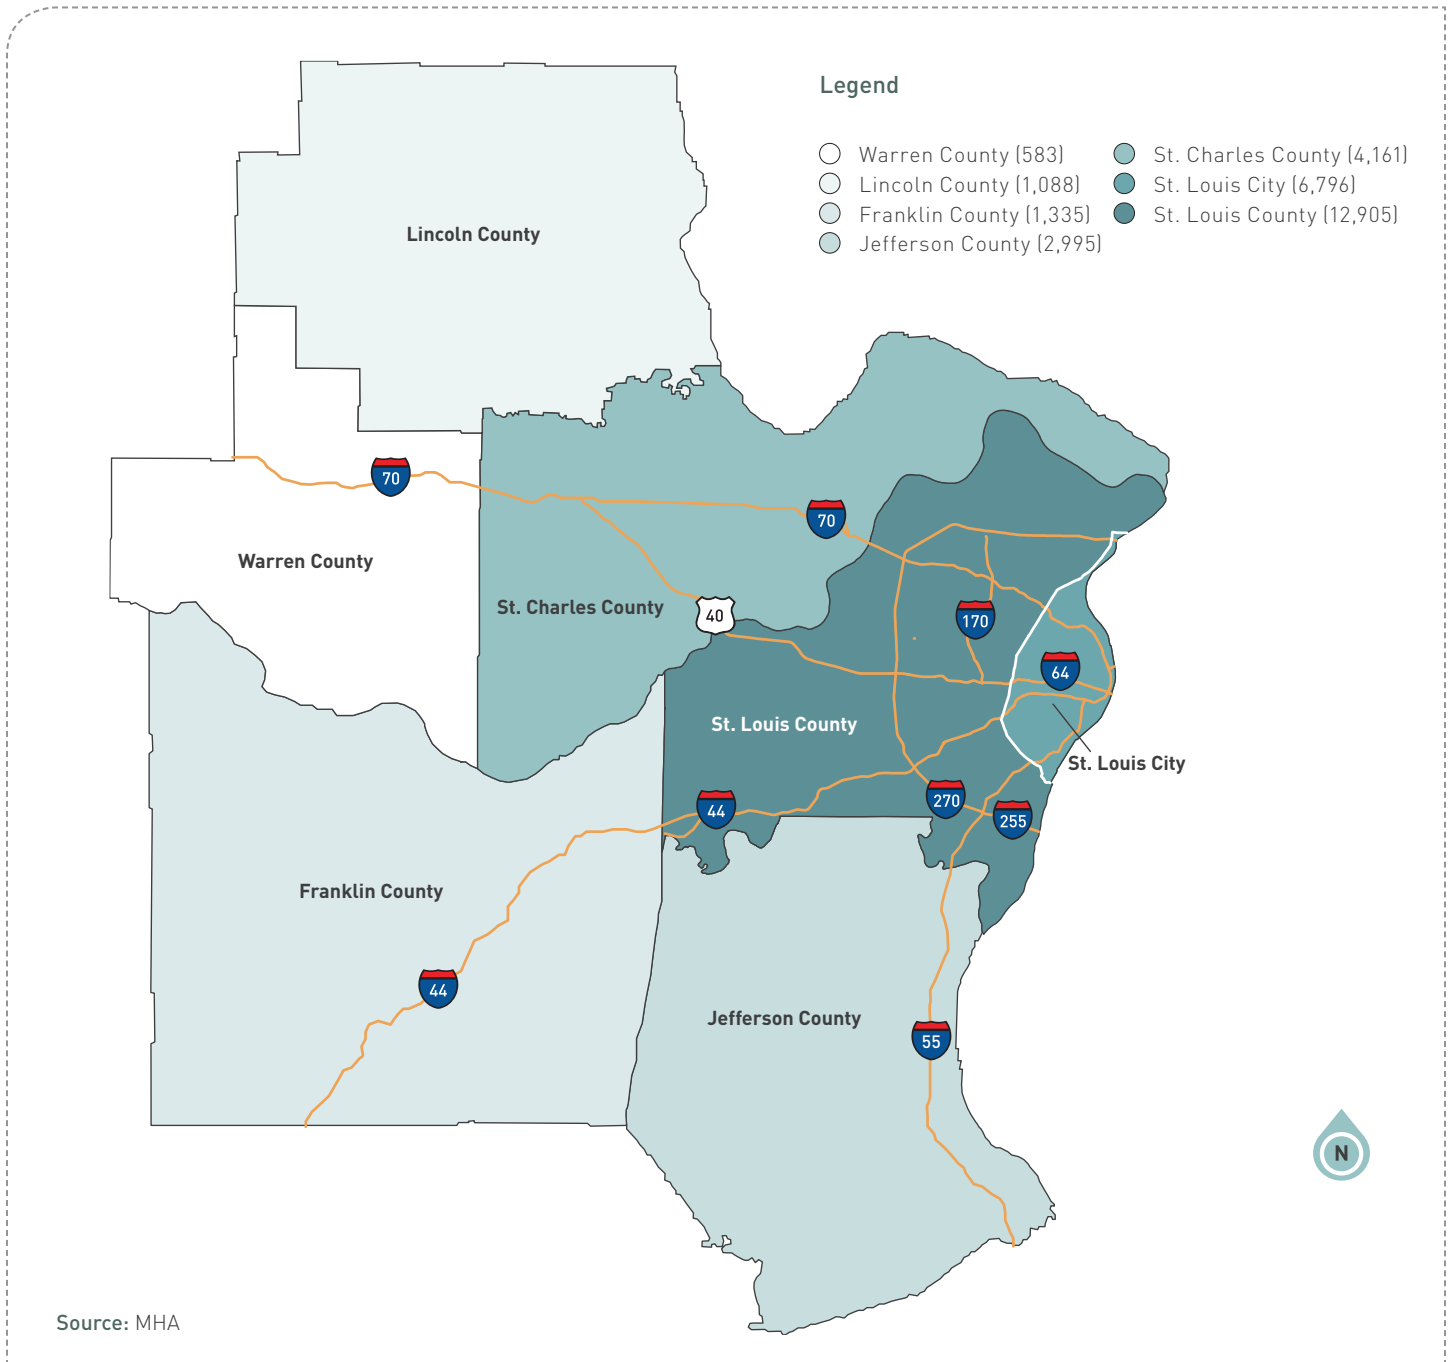 Legend
Warren County (583)
Lincoln County (1,088)
Franklin County (1,335)
Jefferson County (2,995)
St. Charles County (4,161)
St. Louis City (6,796)
St. Louis County (12,905)
Lincoln County
70
70
Warren County
St. Charles County
40
170
64
St. Louis County
St. Louis City
44
270
255
Franklin County
44
Jefferson County
55
N
Source: MHA